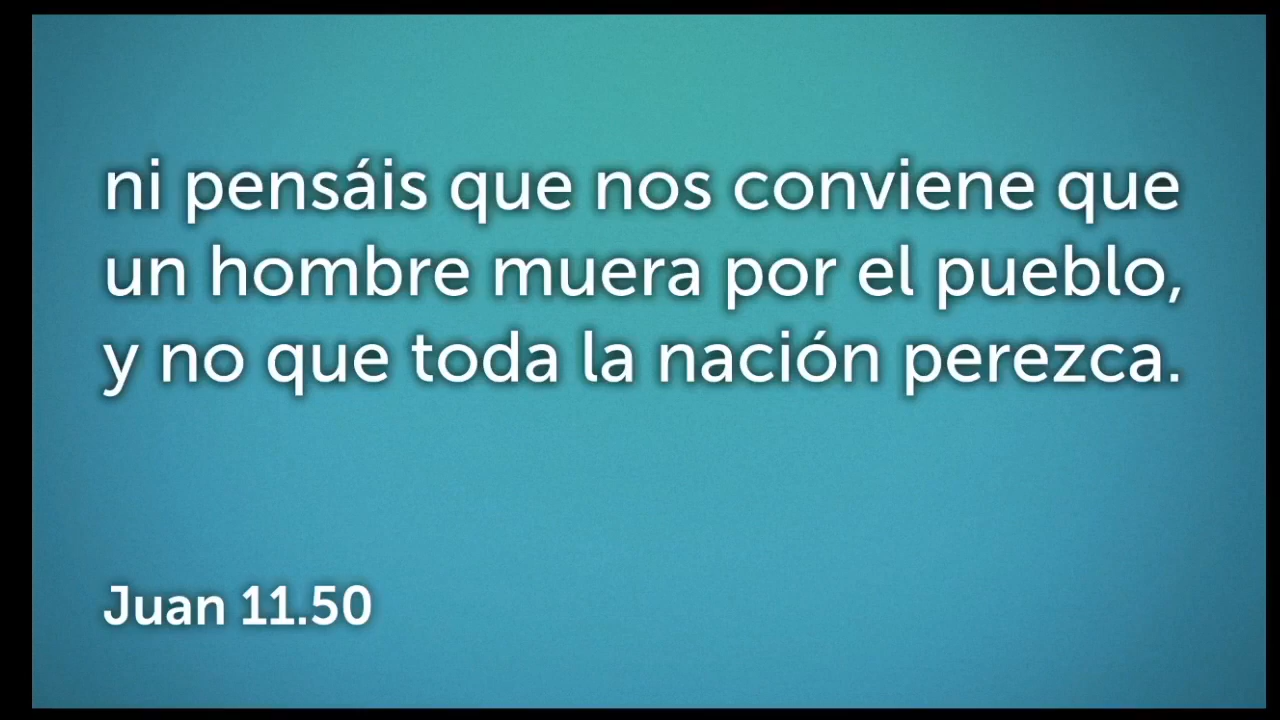 ni pensáis que nos conviene que
un hombre muera por el pueblo,
y no que toda la nación perezca.
Juan 11.50